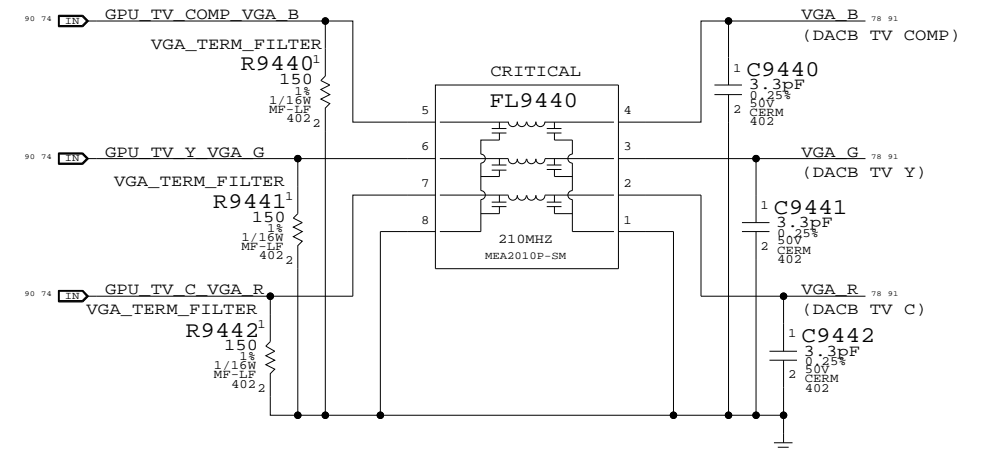 90 74 IN GPU_TV_COMP_VGA_B
VGA_TERM_FILTER
R9440 1
150
1%
1/16W
MF-LF
402 2
90 74 IN GPU_TV_Y_VGA_G
VGA_TERM_FILTER
R9441 1
150
1%
1/16W
MF-LF
402 2
90 74 IN GPU_TV_C_VGA_R
VGA_TERM_FILTER
R9442 1
150
1%
1/16W
MF-LF
402 2
CRITICAL
FL9440
5 4
6 3
7 2
8 1
210MHZ
MEA2010P-SM
VGA_B 78 91
(DACB TV COMP)
1 C9440
3.3pF
0.25%
2 50V
CERM
402
VGA_G 78 91
(DACB TV Y)
1 C9441
3.3pF
0.25%
2 50V
CERM
402
VGA_R 78 91
(DACB TV C)
1 C9442
3.3pF
0.25%
2 50V
CERM
402